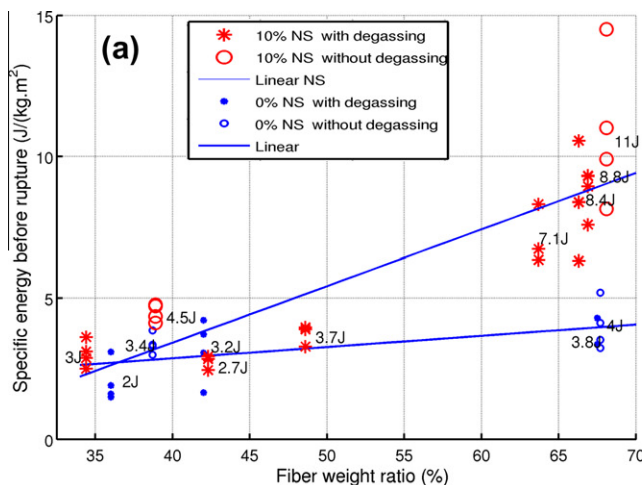 (a)
10% NS with degassing
10% NS without degassing
Linear NS
0% NS with degassing
0% NS without degassing
Linear
Specific energy before rupture (J/(kg.m²)
15
10
5
0
11J
8.8J
8.4J
7.1J
4.5J
3.4J
3J
2J
3.2J
2.7J
3.7J
4J
3.8J
35 40 45 50 55 60 65 70
Fiber weight ratio (%)